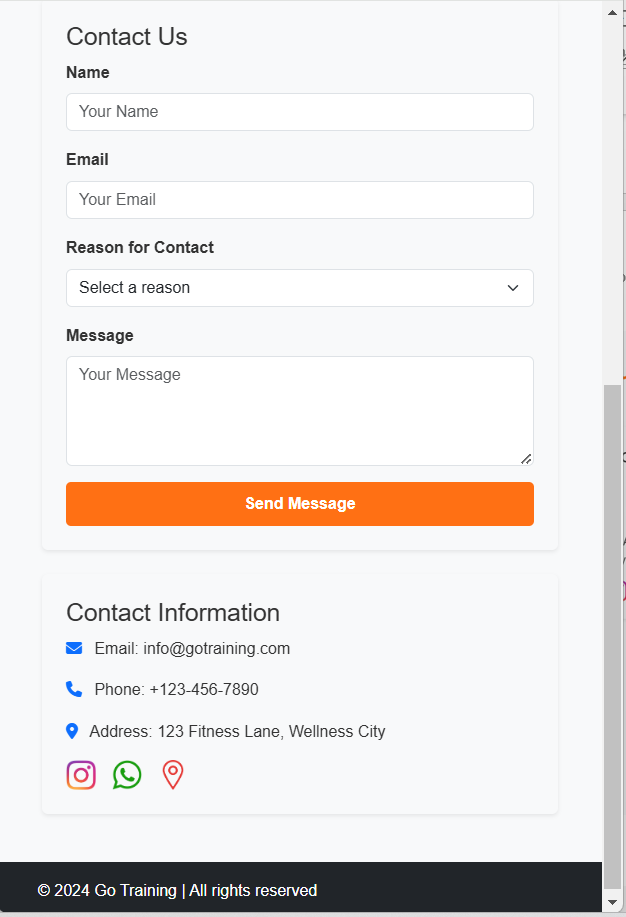 Contact Us
Name
Your Name
Email
Your Email
Reason for Contact
Select a reason
Message
Your Message
Send Message
Contact Information
Email: info@gotraining.com
Phone: +123-456-7890
Address: 123 Fitness Lane, Wellness City
© 2024 Go Training | All rights reserved